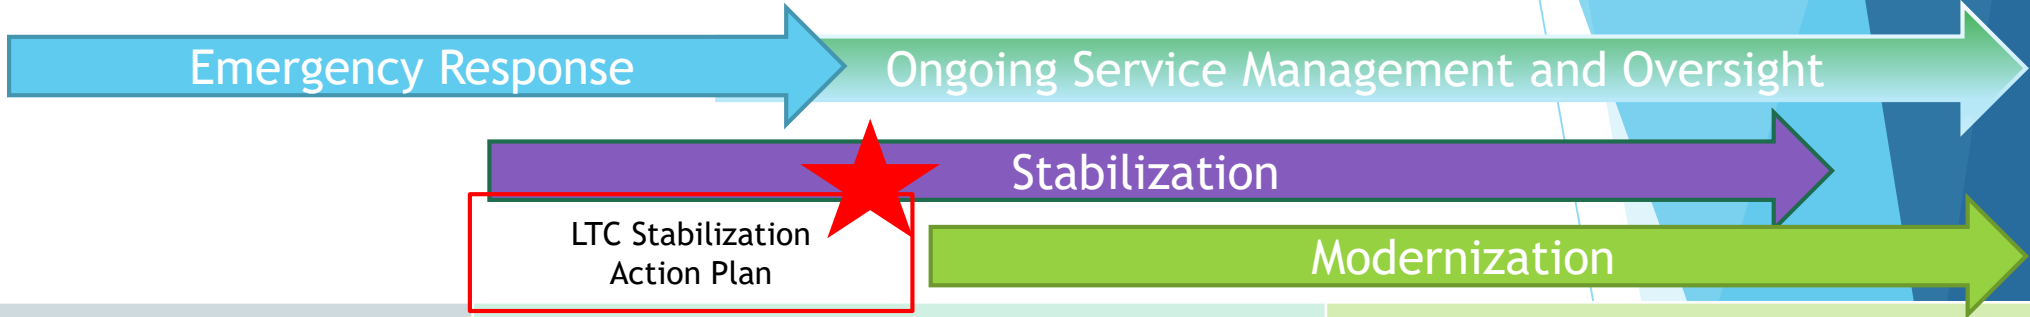 Emergency Response
Ongoing Service Management and Oversight
Stabilization
LTC Stabilization
Action Plan
Modernization